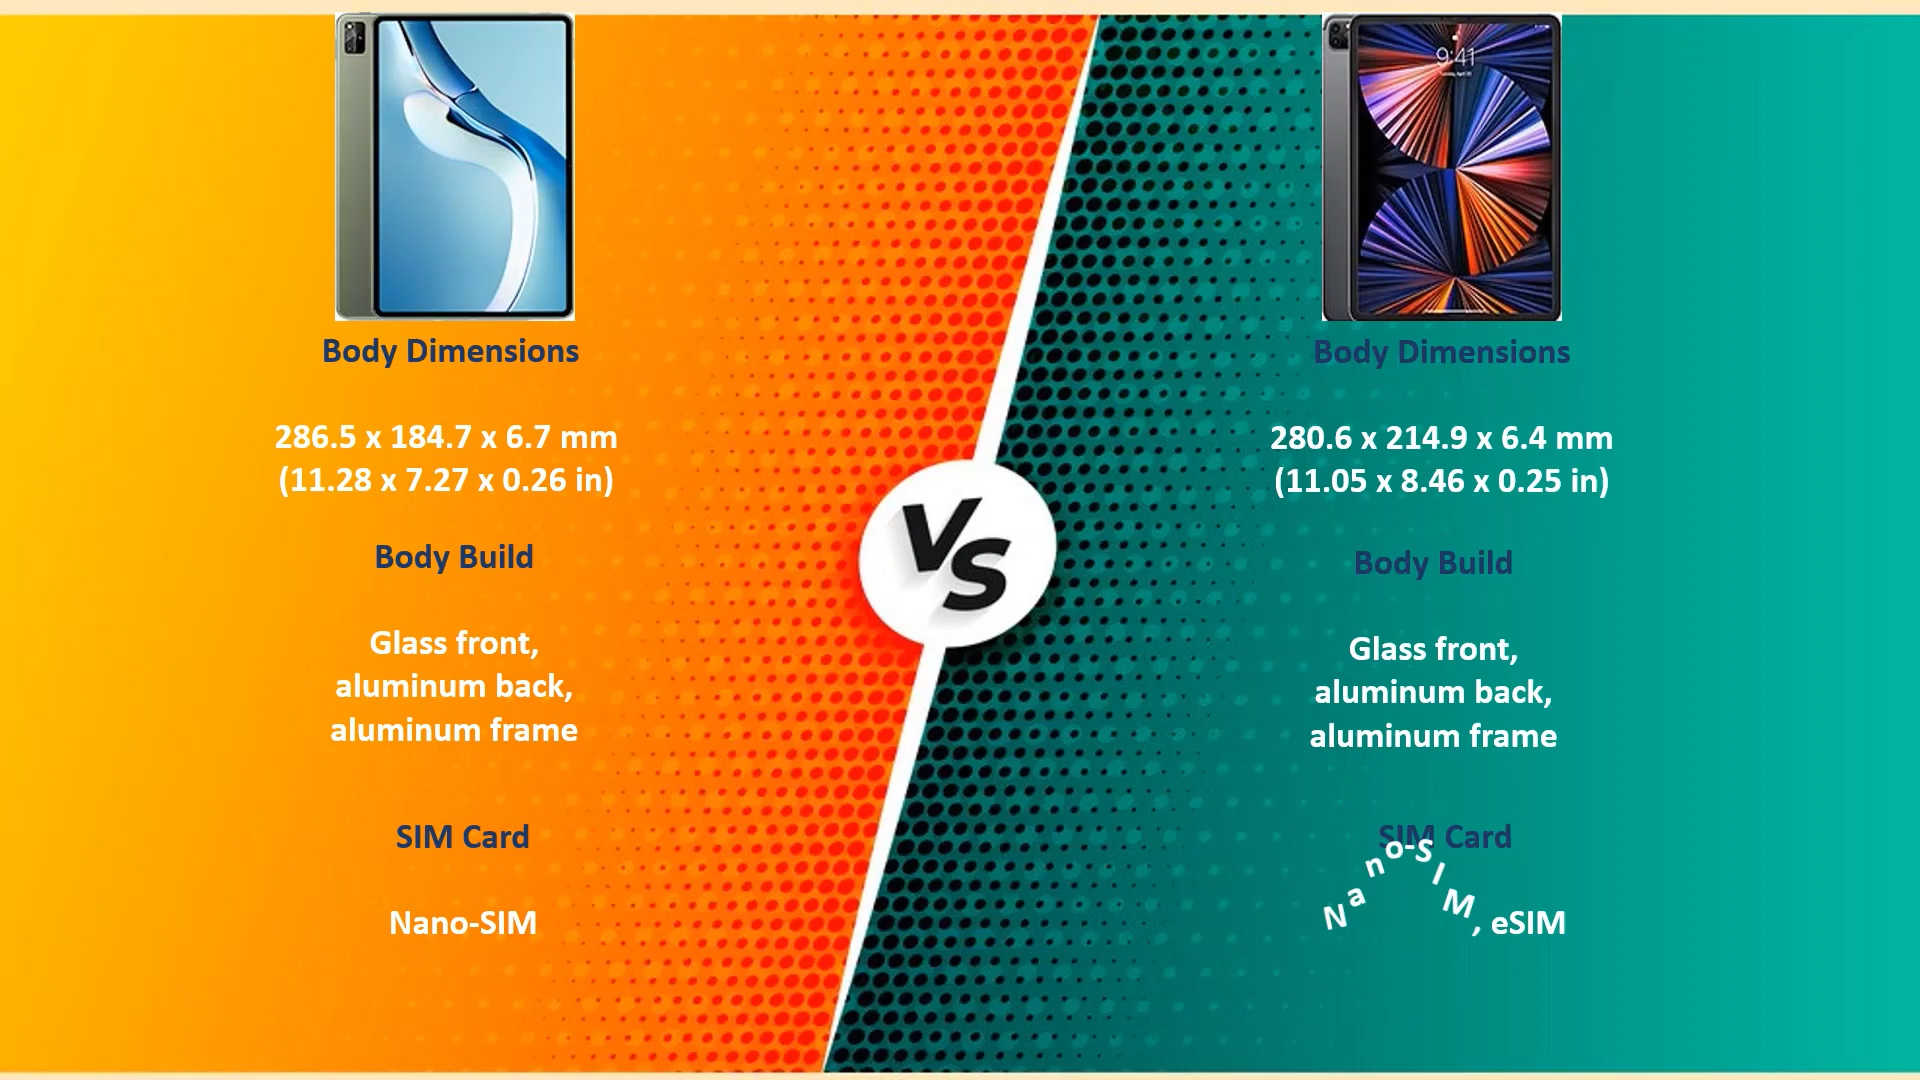 9:41
Body Dimensions
286.5 x 184.7 x 6.7 mm
(11.28 x 7.27 x 0.26 in)
Body Build
Glass front,
aluminum back,
aluminum frame
SIM Card
Nano-SIM
VS
Body Dimensions
280.6 x 214.9 x 6.4 mm
(11.05 x 8.46 x 0.25 in)
Body Build
Glass front,
aluminum back,
aluminum frame
SIM Card
Nano-SIM, eSIM